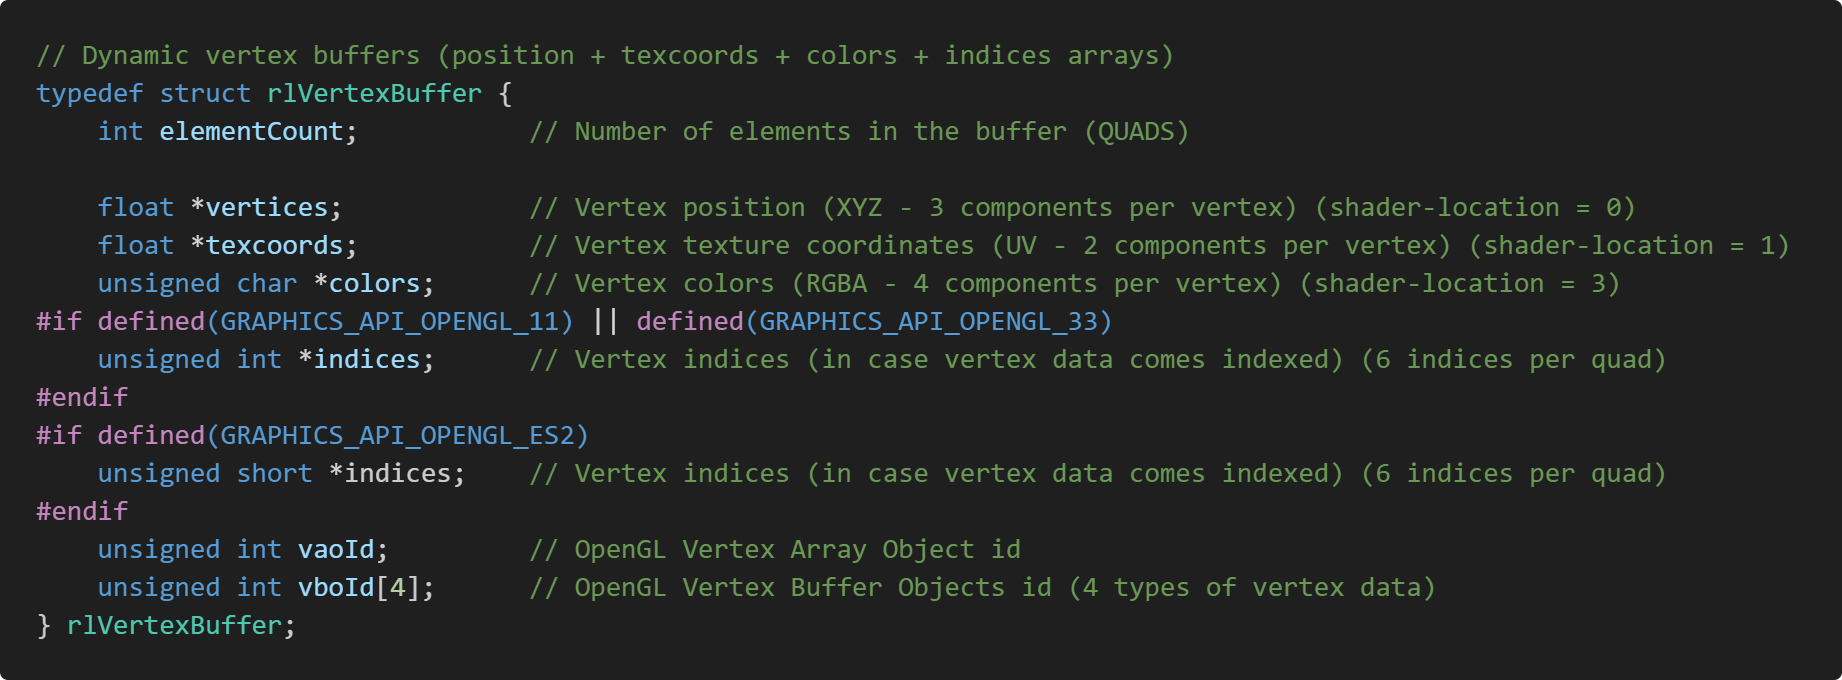 // Dynamic vertex buffers (position + texcoords + colors + indices arrays)
typedef struct rlVertexBuffer {
    int elementCount;           // Number of elements in the buffer (QUADS)

    float *vertices;            // Vertex position (XYZ - 3 components per vertex) (shader-location = 0)
    float *texcoords;           // Vertex texture coordinates (UV - 2 components per vertex) (shader-location = 1)
    unsigned char *colors;      // Vertex colors (RGBA - 4 components per vertex) (shader-location = 3)
#if defined(GRAPHICS_API_OPENGL_11) || defined(GRAPHICS_API_OPENGL_33)
    unsigned int *indices;      // Vertex indices (in case vertex data comes indexed) (6 indices per quad)
#endif
#if defined(GRAPHICS_API_OPENGL_ES2)
    unsigned short *indices;    // Vertex indices (in case vertex data comes indexed) (6 indices per quad)
#endif
    unsigned int vaoId;         // OpenGL Vertex Array Object id
    unsigned int vboId[4];      // OpenGL Vertex Buffer Objects id (4 types of vertex data)
} rlVertexBuffer;